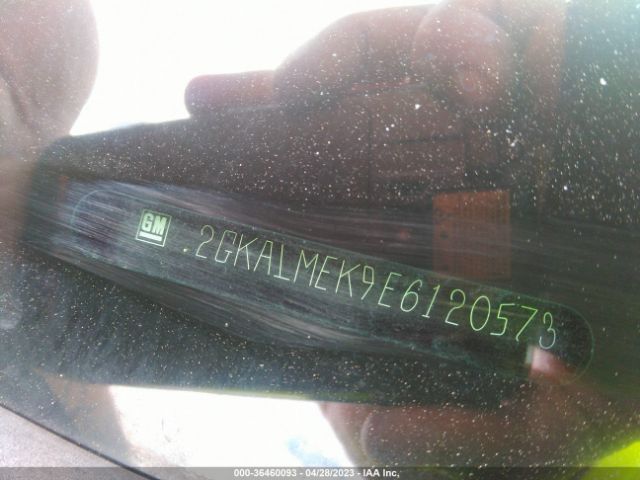 GM .2GKALMEK9E6120573
000-36460093 - 04/28/2023 - IAA Inc.